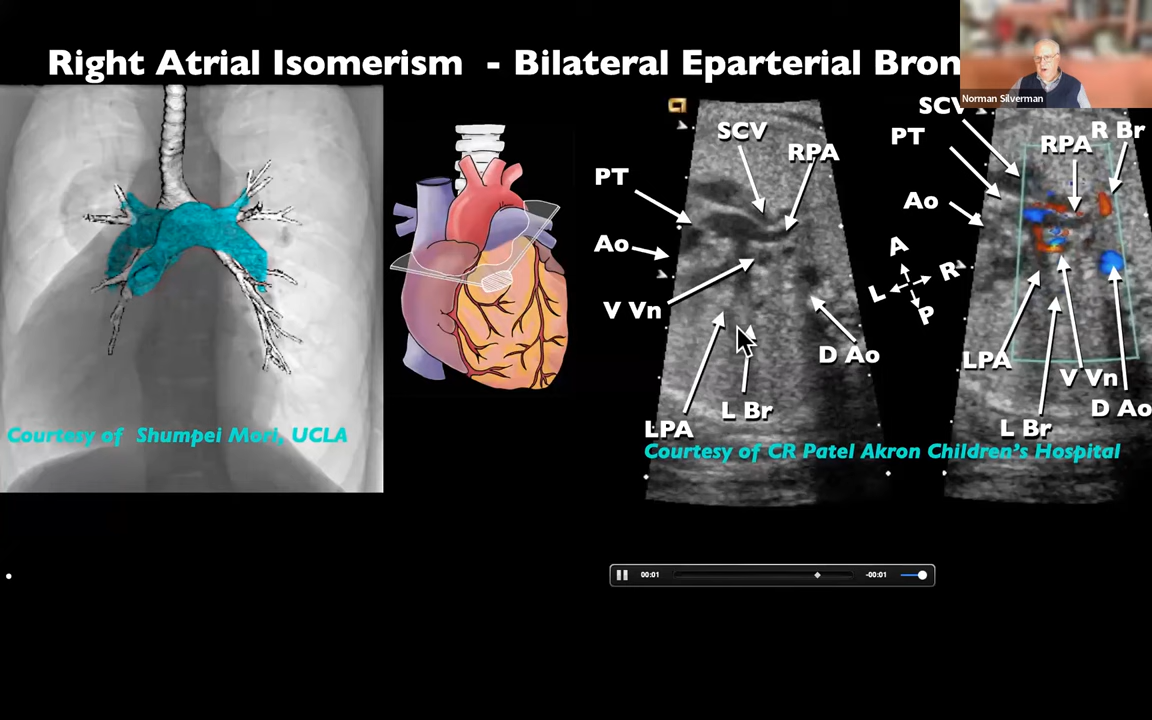 Right Atrial Isomerism - Bilateral Eparterial Bron
Norman Silverman
SCV
RPA
PT
Ao
V Vn
D Ao
L Br
LPA
SCV
PT
RPA
R Br
Ao
A
R
L
P
LPA
V Vn
D Ao
L Br
Courtesy of Shumpei Mori, UCLA
Courtesy of CR Patel Akron Children's Hospital
00:01
-00:01